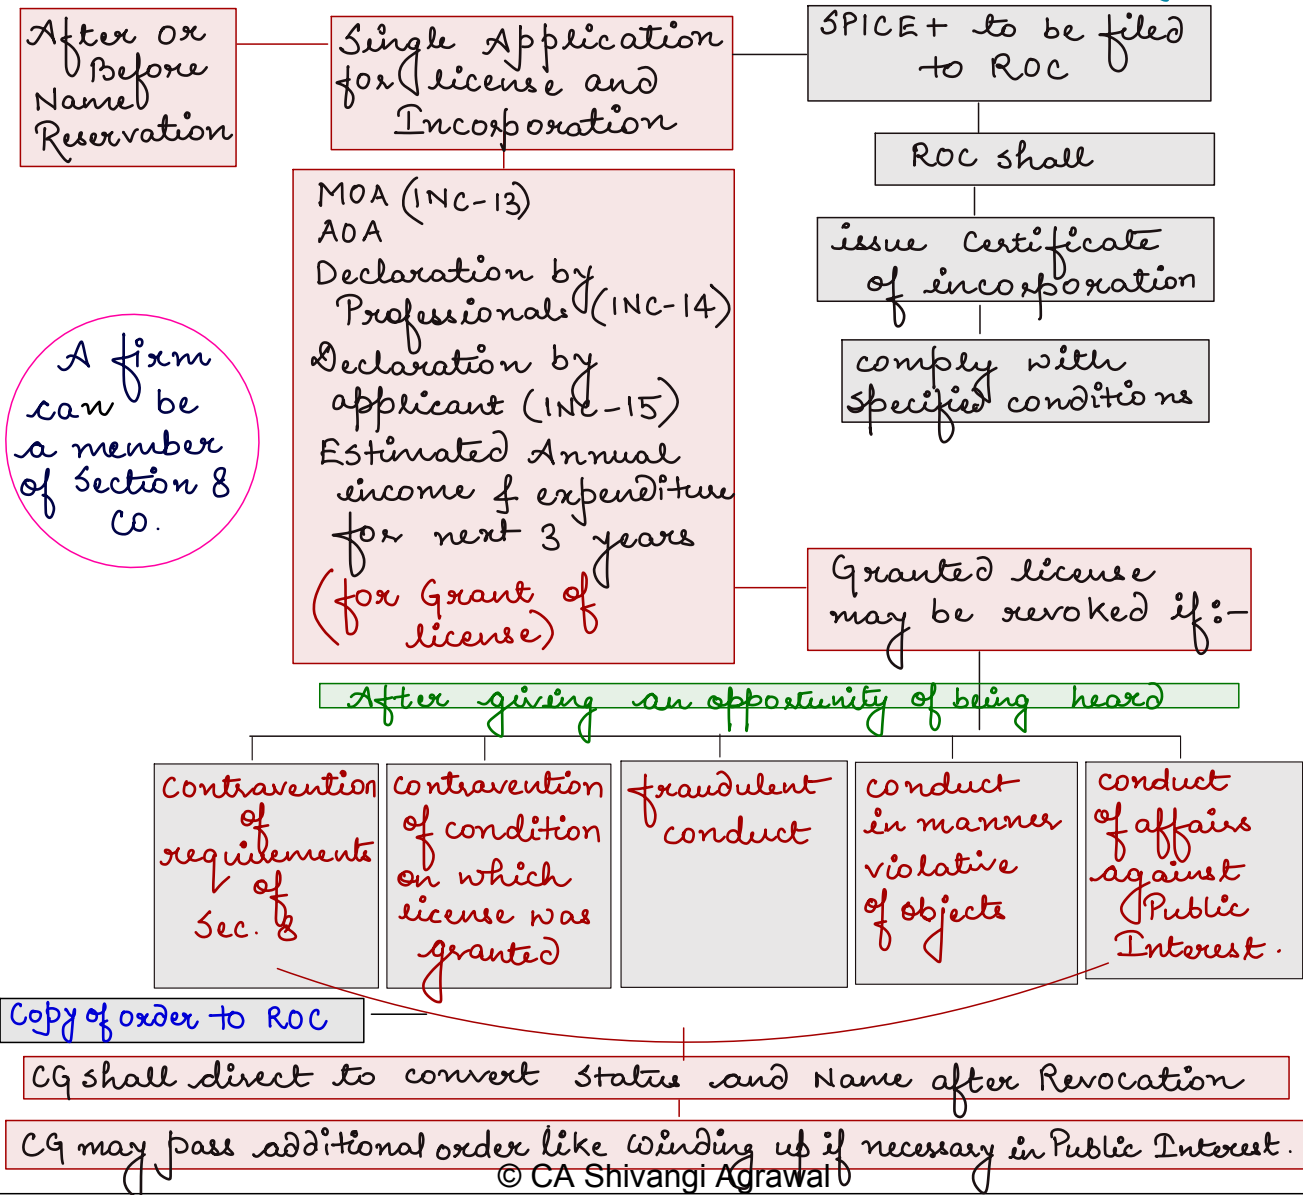 After or
Before
Name
Reservation
Single Application
for license and
Incorporation
SPICE+ to be filed
to ROC
ROC shall
issue Certificate
of incorporation
comply with
specified conditions
MOA (INC-13)
AOA
Declaration by
Professionals (INC-14)
Declaration by
applicant (INC-15)
Estimated Annual
income & expenditure
for next 3 years
(for Grant of
license)
A firm
can be
a member
of Section 8
CO.
Granted license
may be revoked if:-
After giving an opportunity of being heard
Contravention
of
requirements
of
Sec. 8
contravention
of condition
on which
license was
granted
fraudulent
conduct
conduct
in manner
violative
of objects
conduct
of affairs
against
Public
Interest.
Copy of order to ROC
CG shall direct to convert Status and Name after Revocation
CG may pass additional order like winding up if necessary in Public Interest.
© CA Shivangi Agrawal